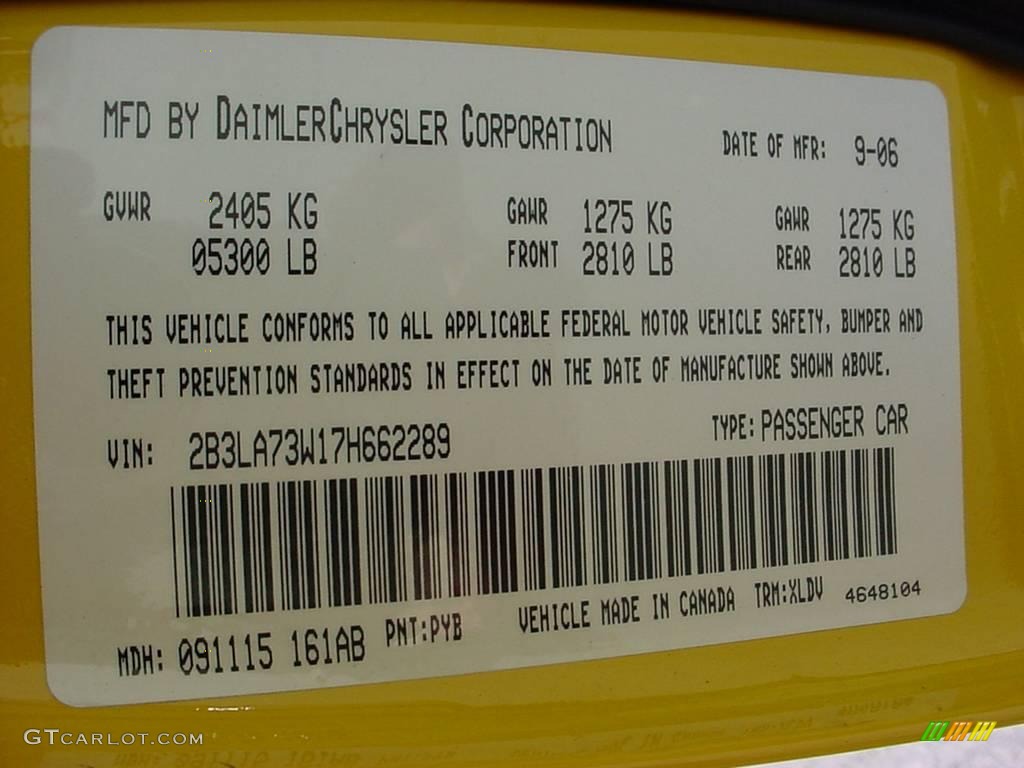 MFD BY DAIMLERCHRYSLER CORPORATION DATE OF MFR: 9-06
GVWR 2405 KG GAWR 1275 KG GAWR 1275 KG
05300 LB FRONT 2810 LB REAR 2810 LB
THIS VEHICLE CONFORMS TO ALL APPLICABLE FEDERAL MOTOR VEHICLE SAFETY, BUMPER AND
THEFT PREVENTION STANDARDS IN EFFECT ON THE DATE OF MANUFACTURE SHOWN ABOVE.
VIN: 2B3LA73W17H662289 TYPE: PASSENGER CAR
MDH: 091115 161AB PNT:PYB VEHICLE MADE IN CANADA TRM:XLDV 4648104
GTCARLOT.COM